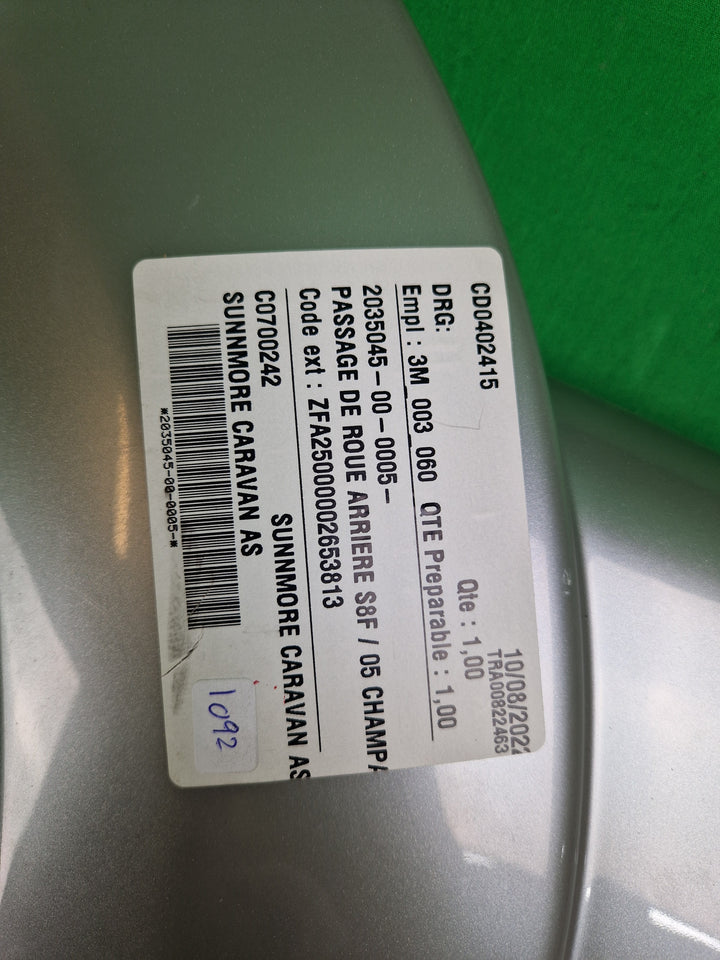 10/08/2022
CD0402415 TRA00822463
DRG: Qte : 1,00
Empl : 3M 003 060 QTE Preparable : 1,00
2035045-00-0005-
PASSAGE DE ROUE ARRIERE S8F / 05 CHAMPA
Code ext : ZFA25000002653813
SUNNMORE CARAVAN AS
C0700242
SUNNMORE CARAVAN AS
*2035045-00-0005-*
1092